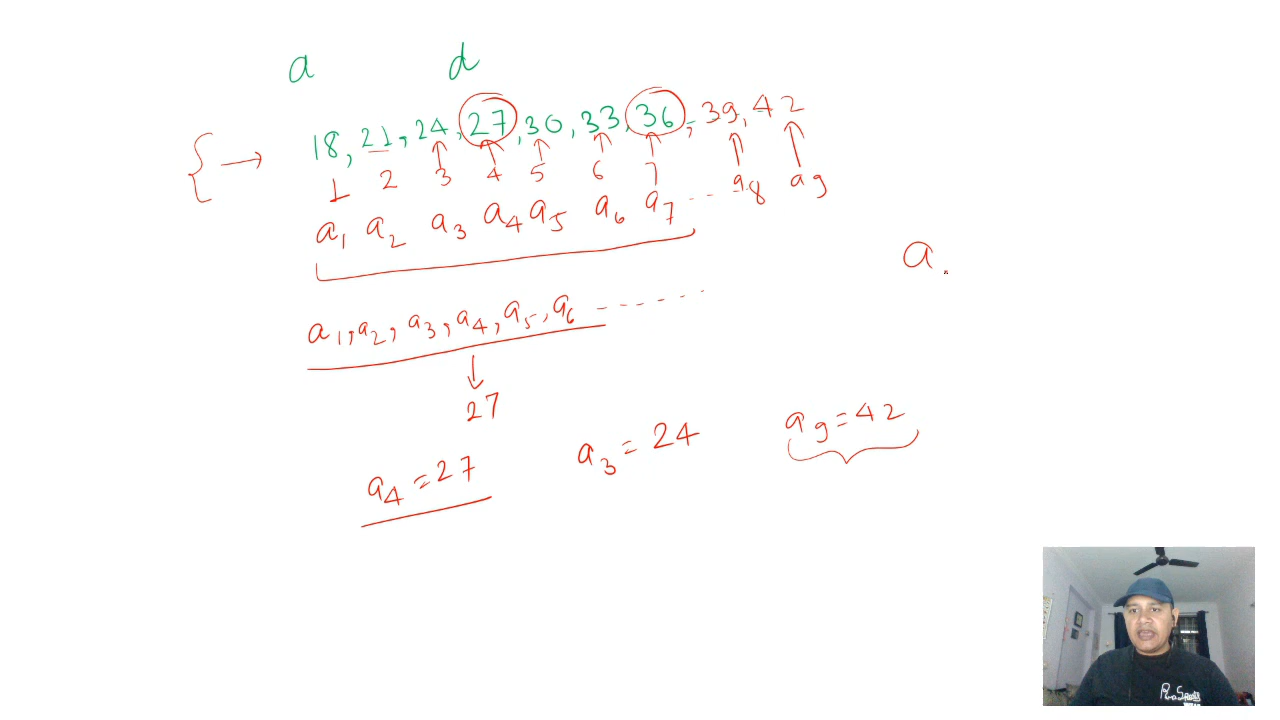 a d
18, 21, 24, 27, 30, 33, 36, 39, 42
1 2 3 4 5 6 7
a₁ a₂ a₃ a₄ a₅ a₆ a₇ ... a₈ a₉
a.
a₁, a₂, a₃, a₄, a₅, a₆ -------
27
a₄ = 27 a₃ = 24 a₉ = 42